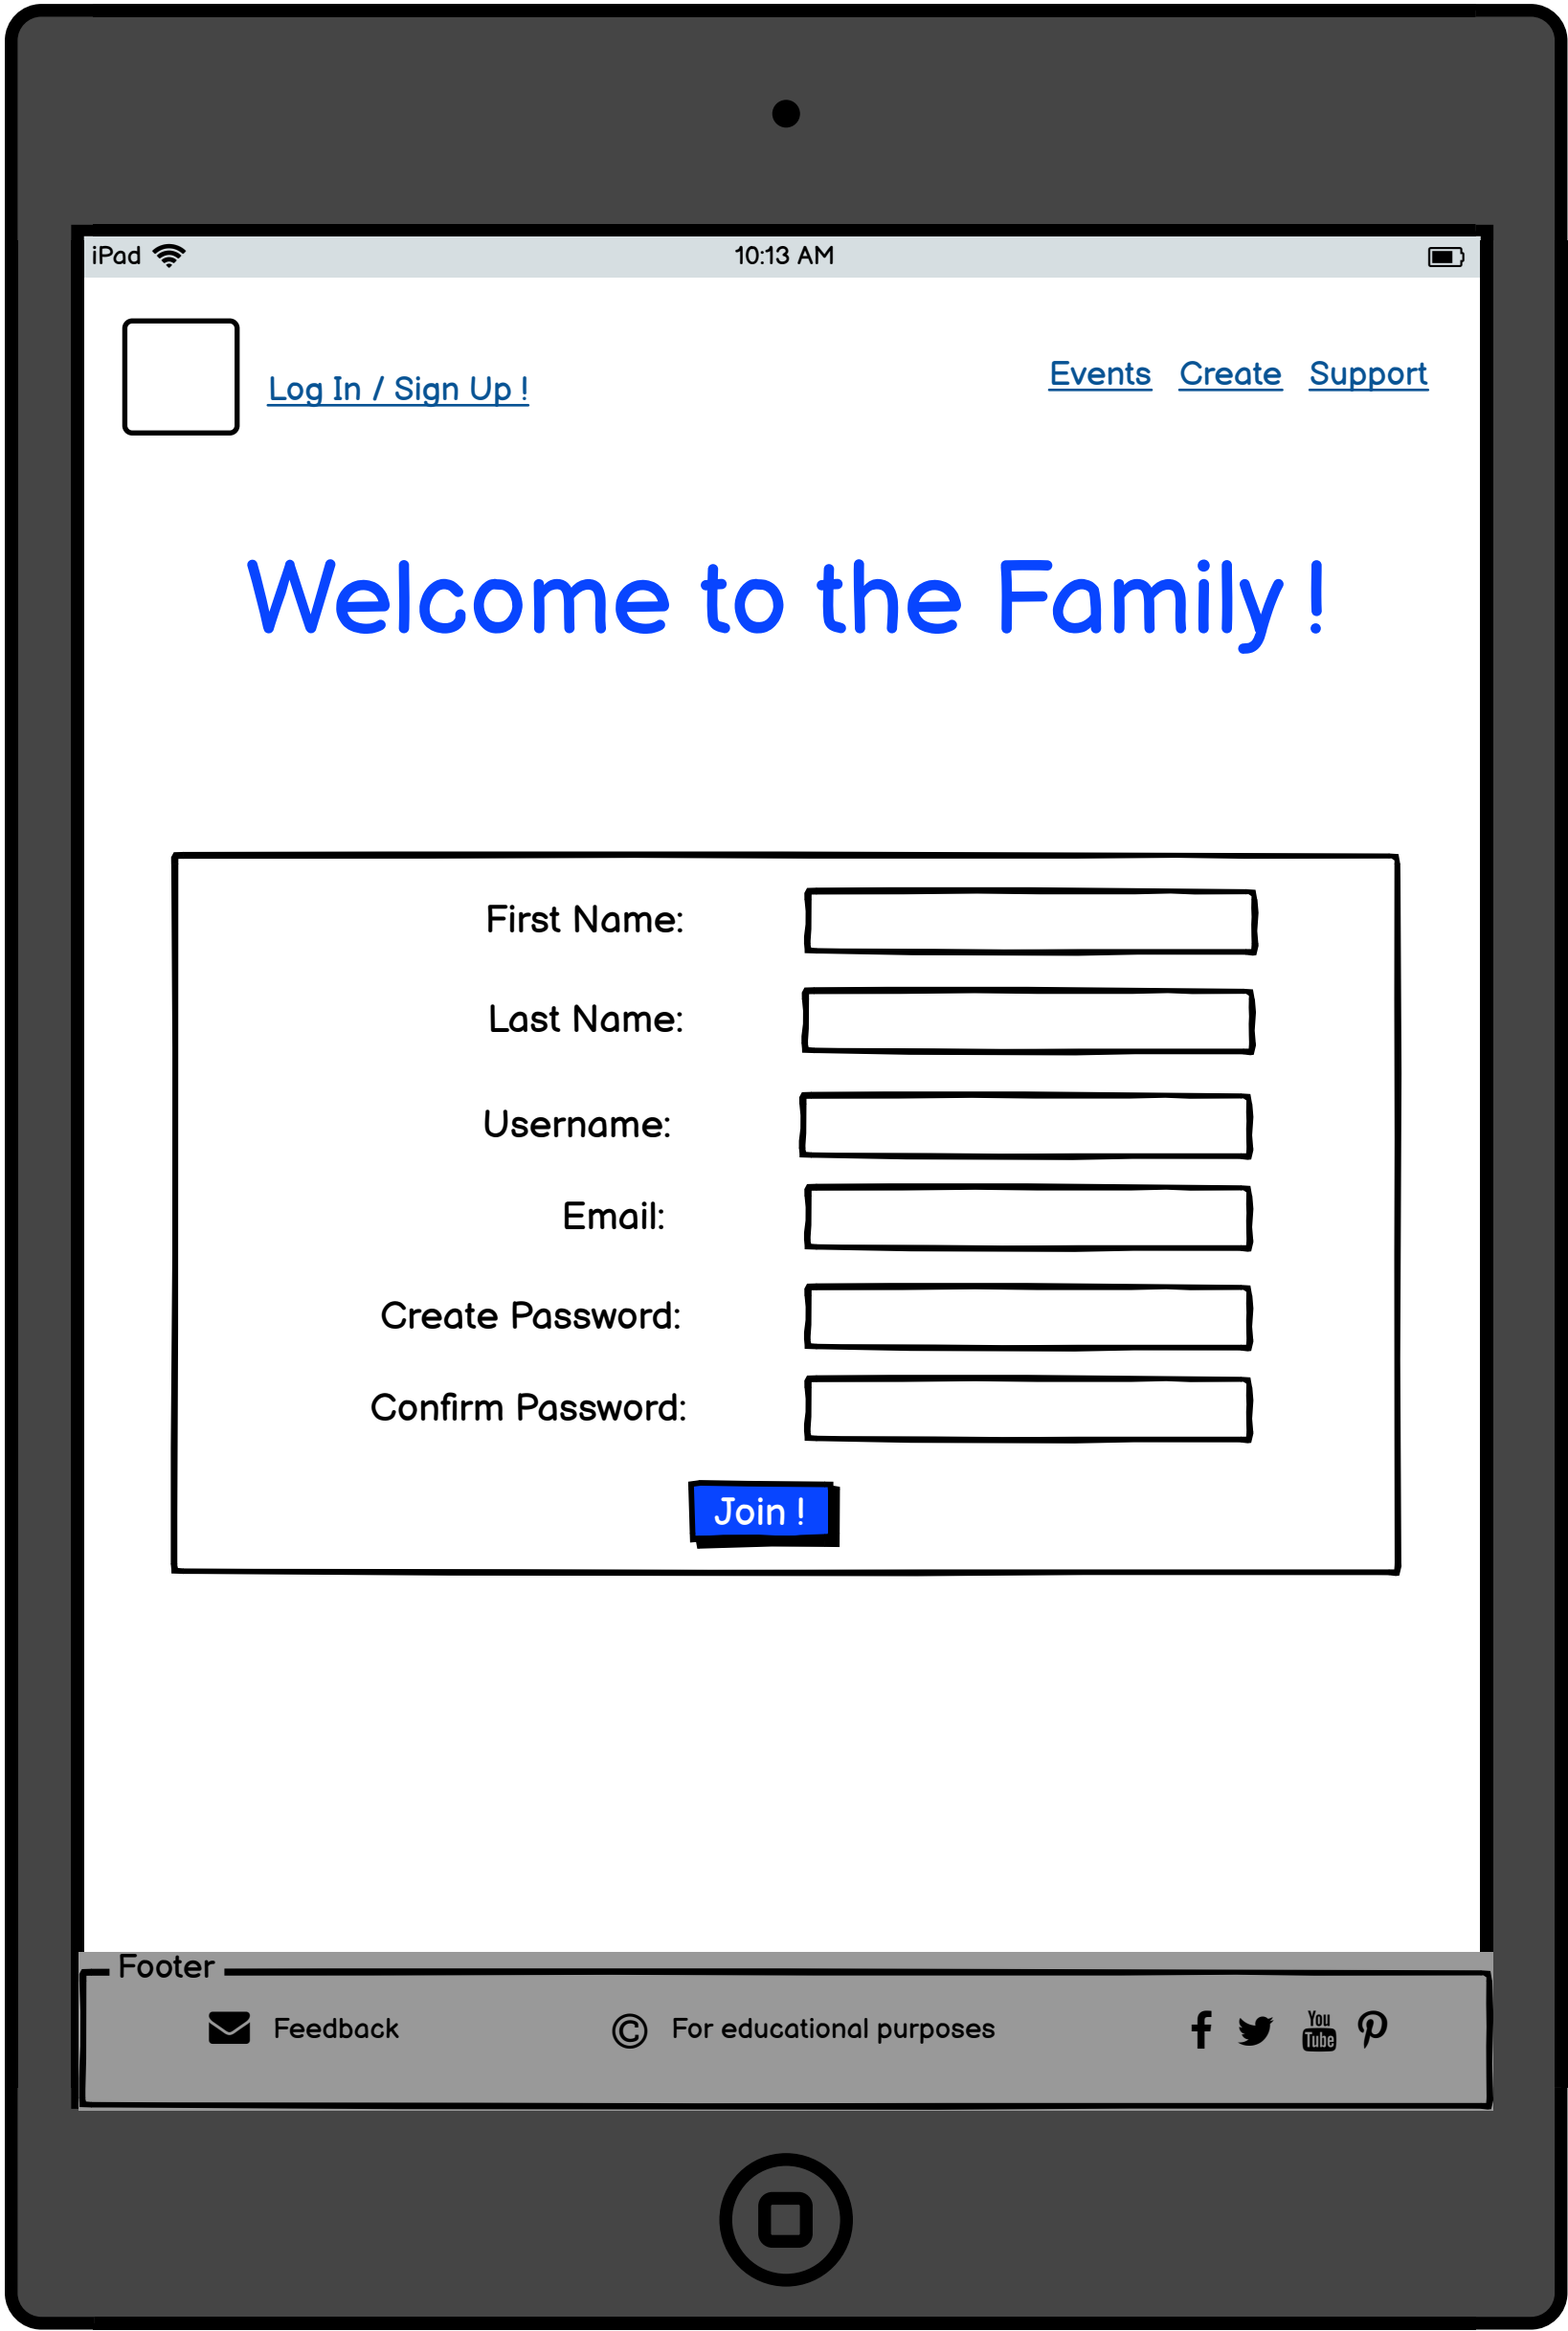 iPad 10:13 AM
Log In / Sign Up ! Events Create Support
Welcome to the Family !
First Name:
Last Name:
Username:
Email:
Create Password:
Confirm Password:
Join !
Footer
Feedback © For educational purposes You Tube